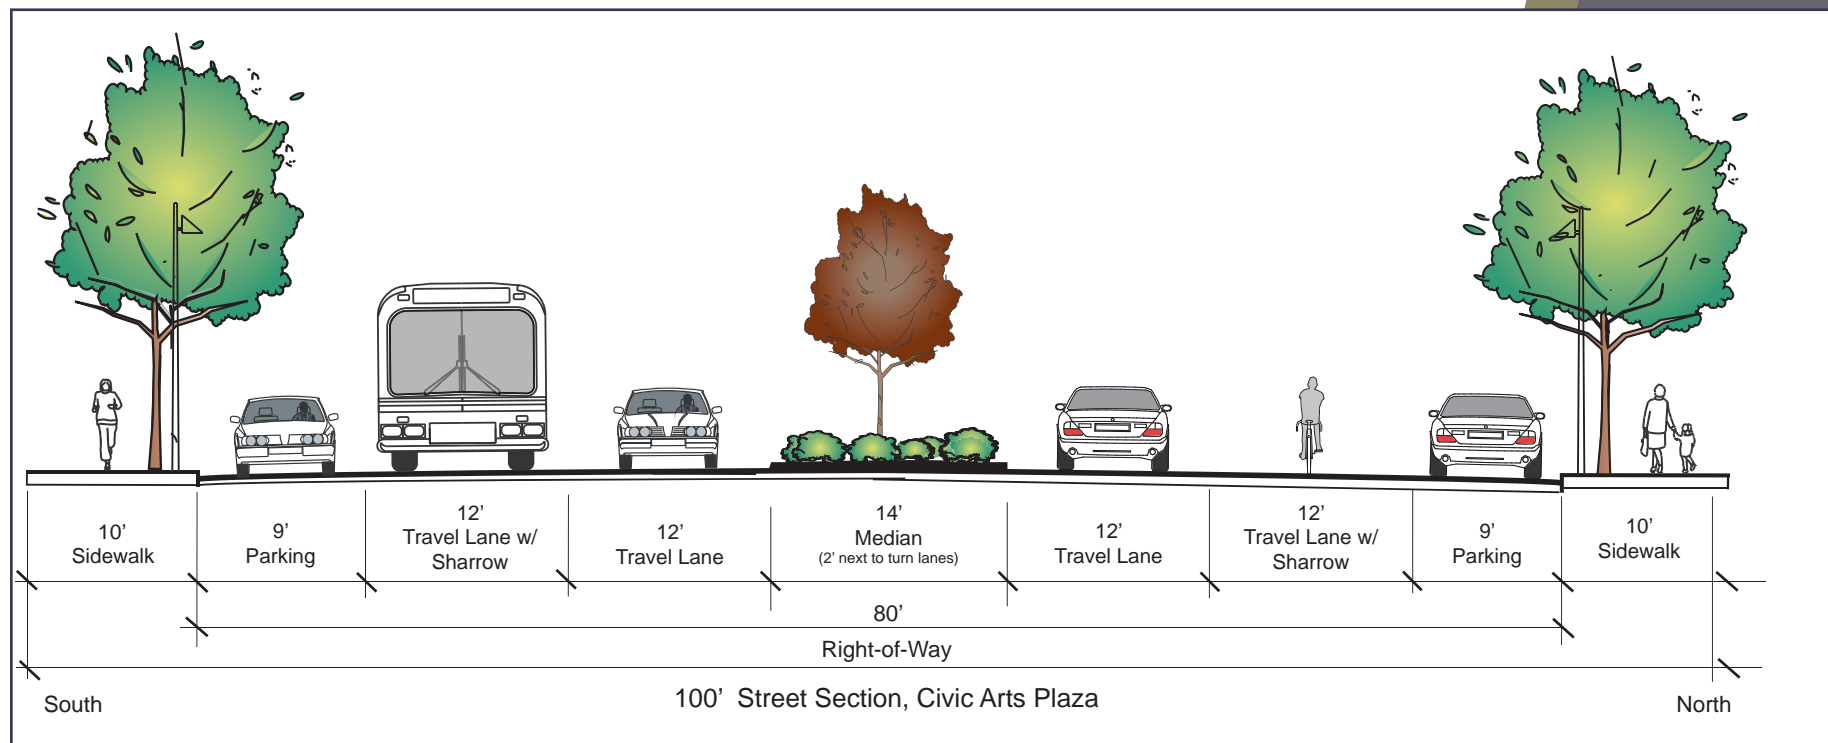 10’
Sidewalk
9’
Parking
12’
Travel Lane w/
Sharrow
12’
Travel Lane
14’
Median
(2’ next to turn lanes)
12’
Travel Lane
12’
Travel Lane w/
Sharrow
9’
Parking
10’
Sidewalk
80’
Right-of-Way
South
100’ Street Section, Civic Arts Plaza
North